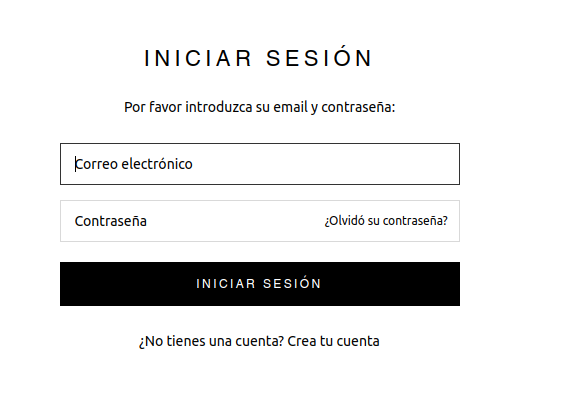 INICIAR SESIÓN
Por favor introduzca su email y contraseña:
Correo electrónico
Contraseña ¿Olvidó su contraseña?
INICIAR SESIÓN
¿No tienes una cuenta? Crea tu cuenta